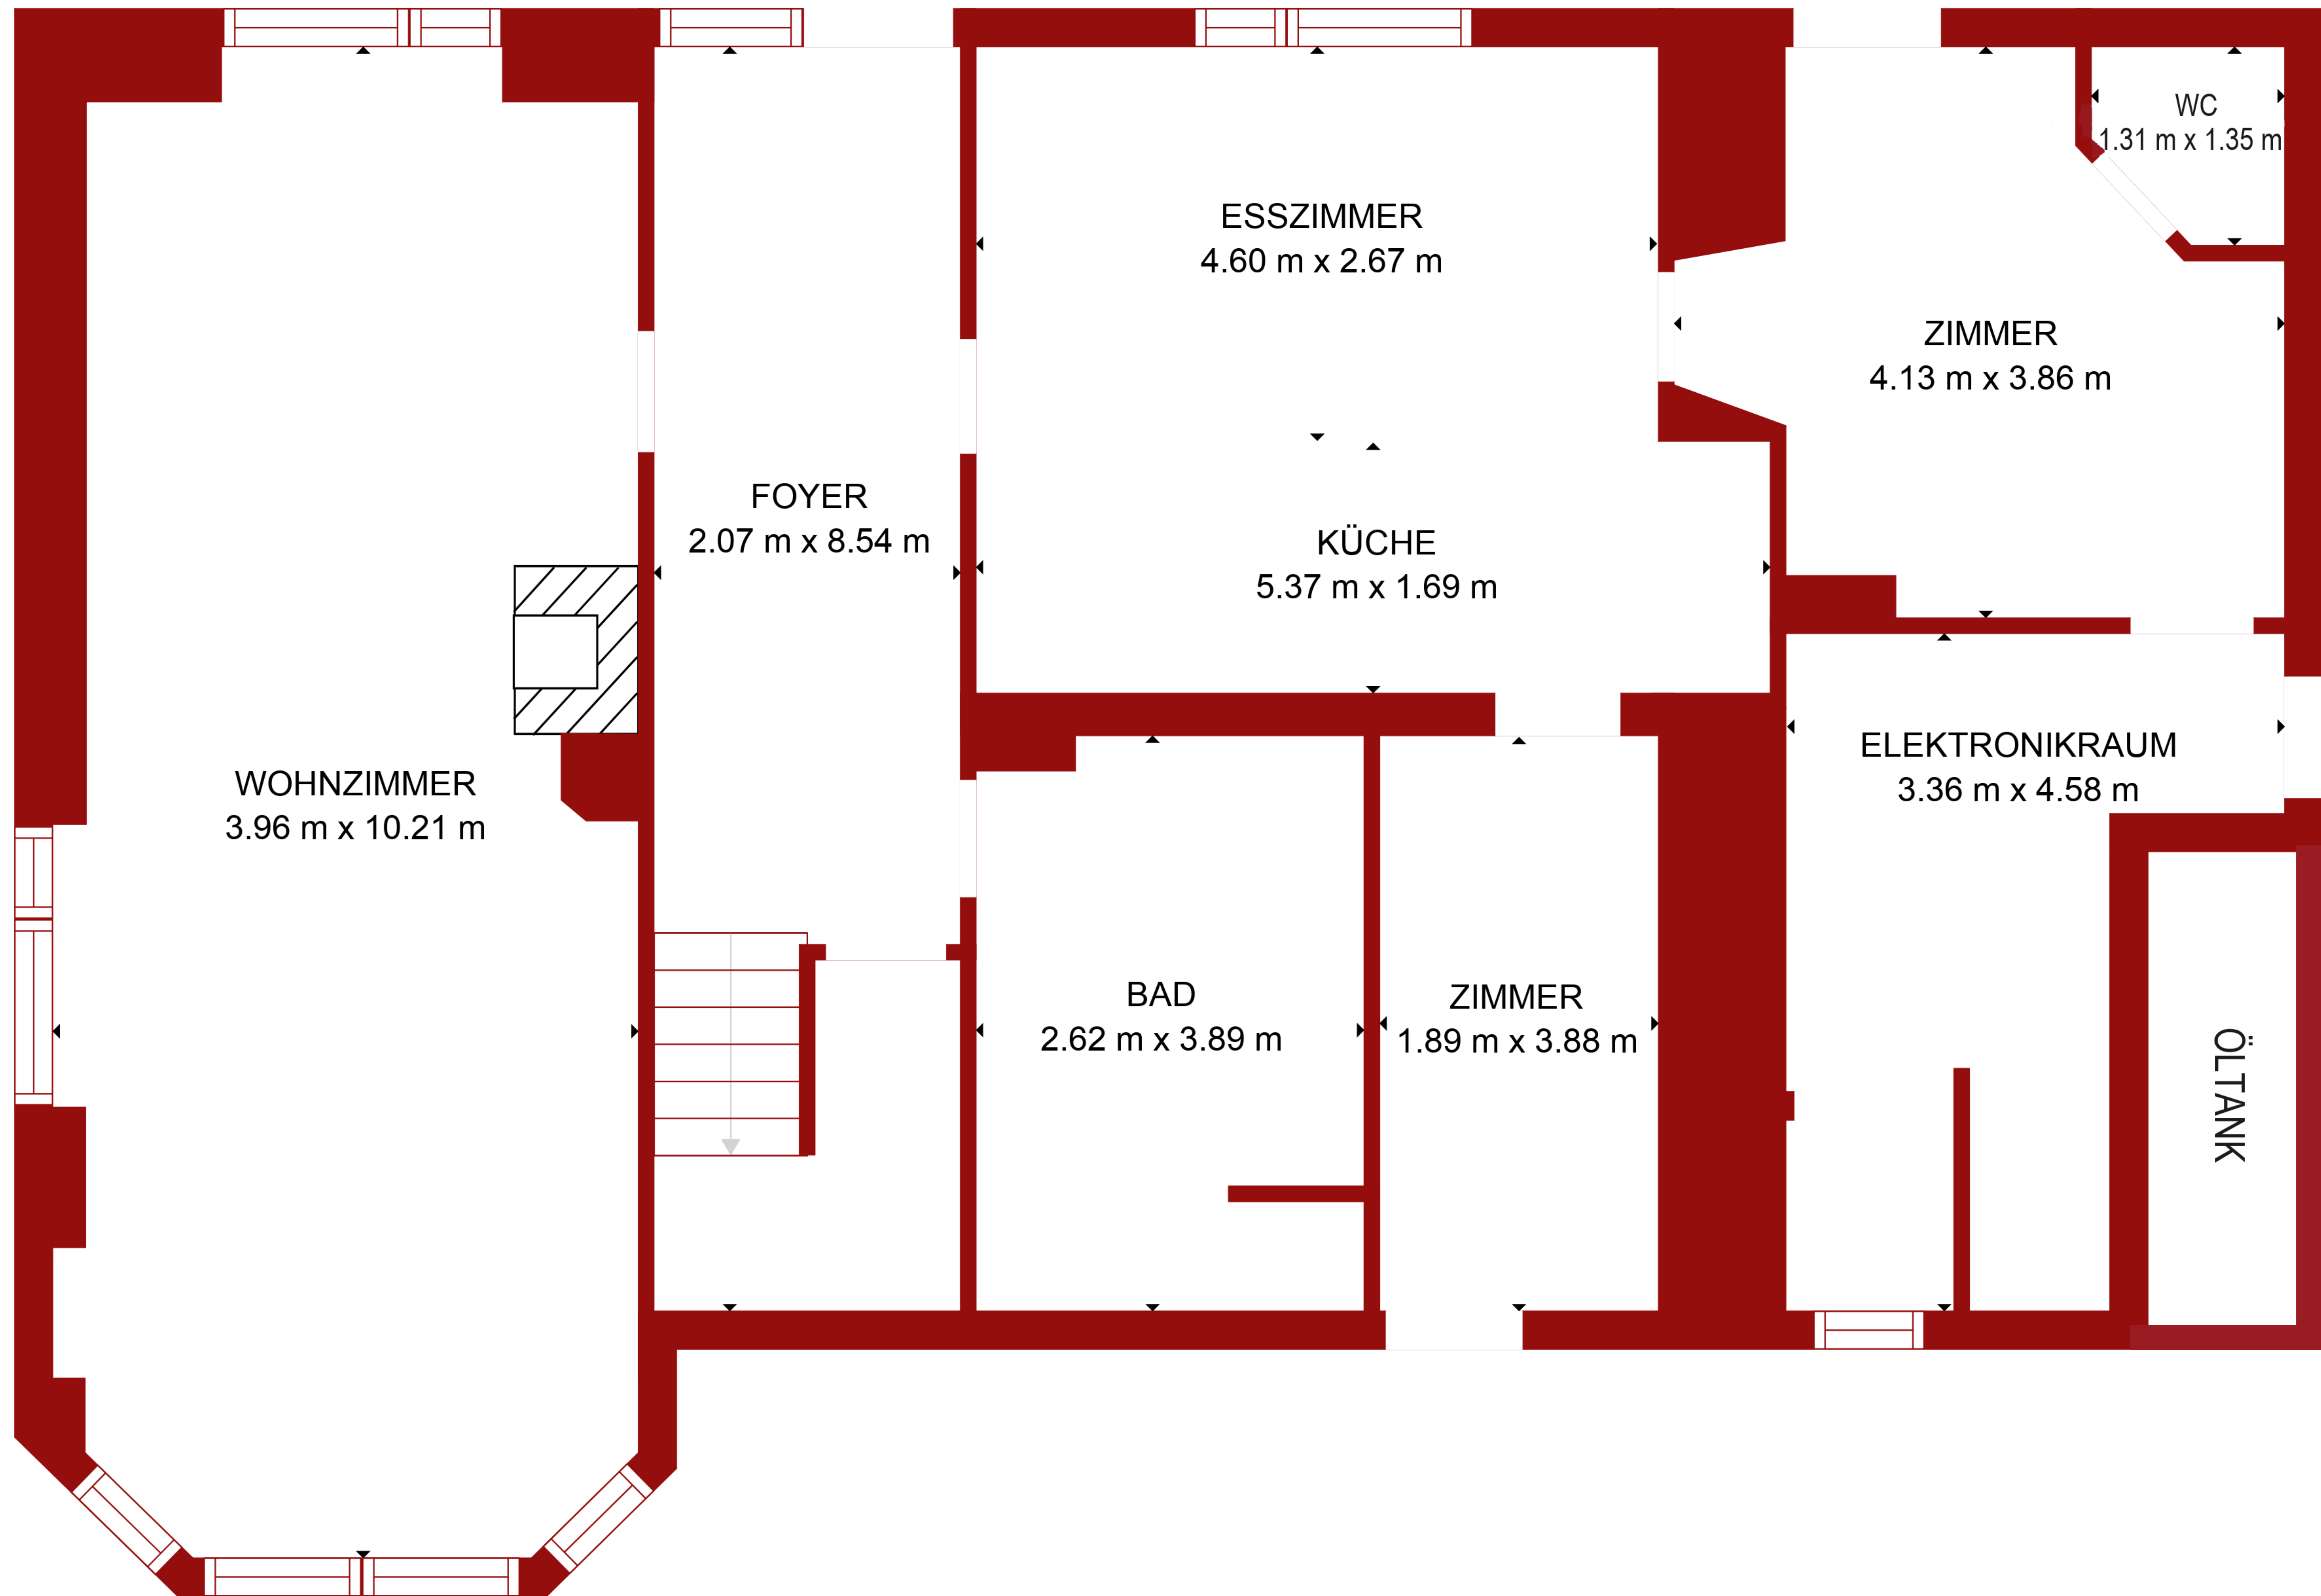 WC
1.31 m x 1.35 m
ESSZIMMER
4.60 m x 2.67 m
ZIMMER
4.13 m x 3.86 m
FOYER
2.07 m x 8.54 m
KÜCHE
5.37 m x 1.69 m
WOHNZIMMER
3.96 m x 10.21 m
ELEKTRONIKRAUM
3.36 m x 4.58 m
BAD
2.62 m x 3.89 m
ZIMMER
1.89 m x 3.88 m
ÖLTANK